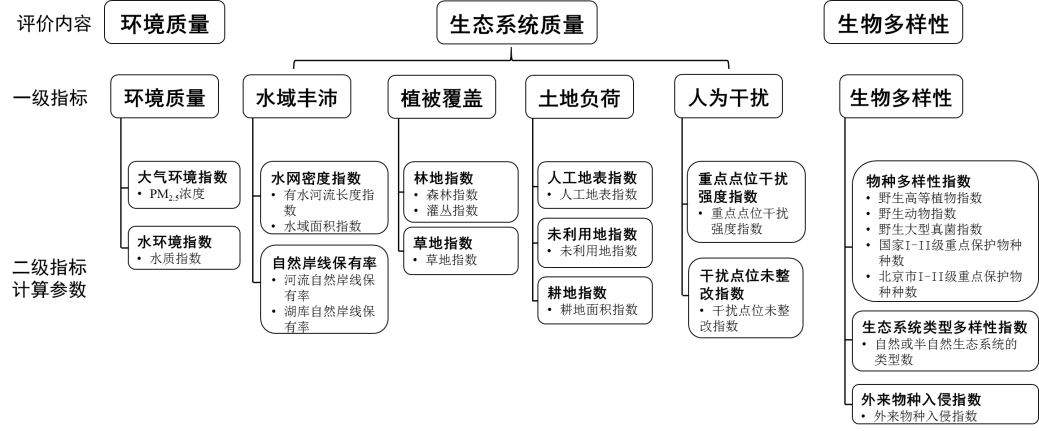 评价内容
环境质量
生态系统质量
生物多样性
一级指标
环境质量
水域丰沛
植被覆盖
土地负荷
人为干扰
生物多样性
二级指标
计算参数
大气环境指数
• PM2.5浓度
水环境指数
• 水质指数
水网密度指数
• 有水河流长度指
数
• 水域面积指数
自然岸线保有率
• 河流自然岸线保
有率
• 湖库自然岸线保
有率
林地指数
• 森林指数
• 灌丛指数
草地指数
• 草地指数
人工地表指数
• 人工地表指数
未利用地指数
• 未利用地指数
耕地指数
• 耕地面积指数
重点点位干扰
强度指数
• 重点点位干扰
强度指数
干扰点位未整
改指数
• 干扰点位未整
改指数
物种多样性指数
• 野生高等植物指数
• 野生动物指数
• 野生大型真菌指数
• 国家I-II级重点保护物种
种数
• 北京市I-II级重点保护物
种种数
生态系统类型多样性指数
• 自然或半自然生态系统的
类型数
外来物种入侵指数
• 外来物种入侵指数